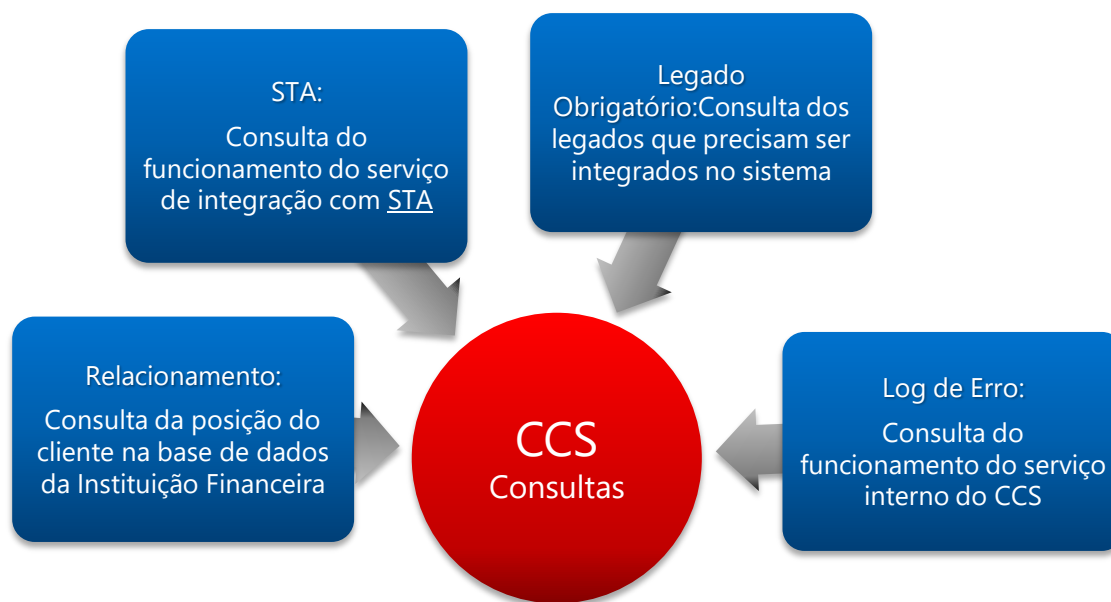 STA:
Consulta do
funcionamento do serviço
de integração com STA
Legado
Obrigatório:Consulta dos
legados que precisam ser
integrados no sistema
Relacionamento:
Consulta da posição do
cliente na base de dados
da Instituição Financeira
CCS
Consultas
Log de Erro:
Consulta do
funcionamento do serviço
interno do CCS